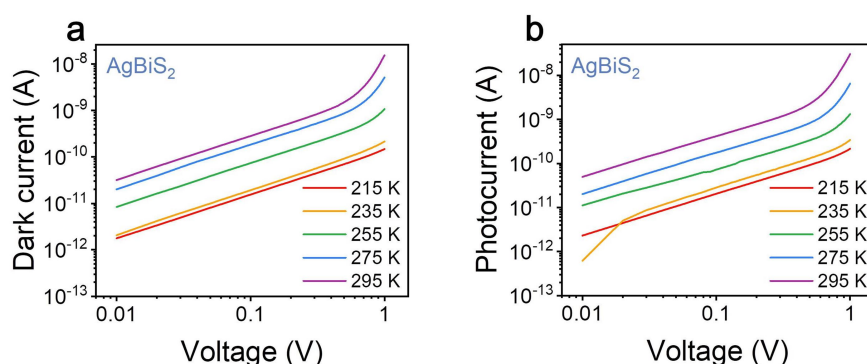 a
AgBiS₂
Dark current (A)
10⁻⁸
10⁻⁹
10⁻¹⁰
10⁻¹¹
10⁻¹²
10⁻¹³
0.01
0.1
1
Voltage (V)
215 K
235 K
255 K
275 K
295 K
b
AgBiS₂
Photocurrent (A)
10⁻⁸
10⁻⁹
10⁻¹⁰
10⁻¹¹
10⁻¹²
10⁻¹³
0.01
0.1
1
Voltage (V)
215 K
235 K
255 K
275 K
295 K